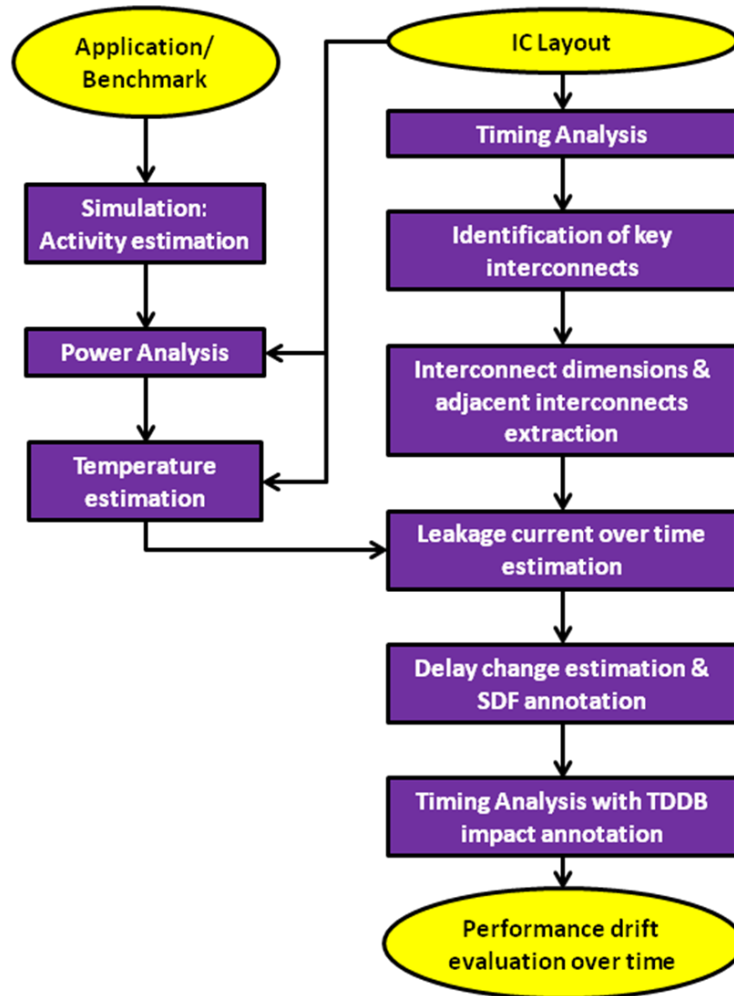 Application/
Benchmark
Simulation:
Activity estimation
Power Analysis
Temperature
estimation
IC Layout
Timing Analysis
Identification of key
interconnects
Interconnect dimensions &
adjacent interconnects
extraction
Leakage current over time
estimation
Delay change estimation &
SDF annotation
Timing Analysis with TDDB
impact annotation
Performance drift
evaluation over time